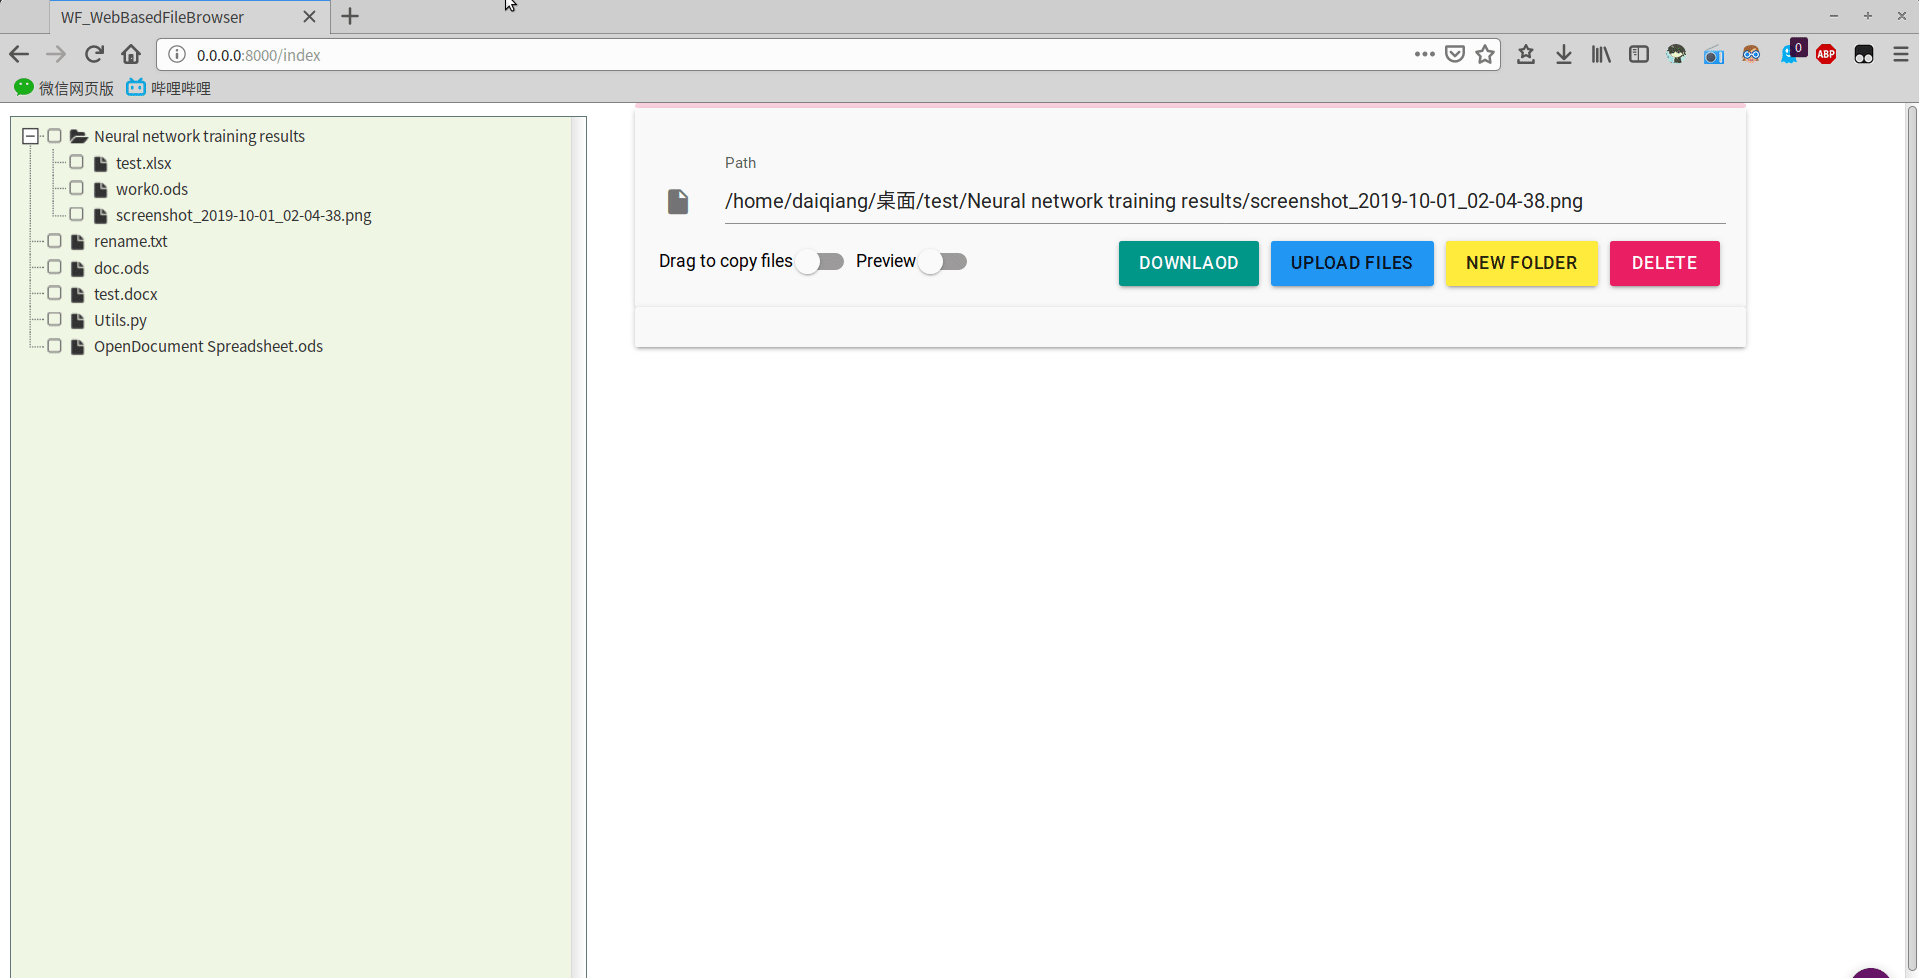 WF_WebBasedFileBrowser
0.0.0.0:8000/index
0
ABP
微信网页版 哔哩哔哩
Neural network training results
test.xlsx
work0.ods
screenshot_2019-10-01_02-04-38.png
rename.txt
doc.ods
test.docx
Utils.py
OpenDocument Spreadsheet.ods
Path
/home/daiqiang/桌面/test/Neural network training results/screenshot_2019-10-01_02-04-38.png
Drag to copy files Preview DOWNLAOD UPLOAD FILES NEW FOLDER DELETE